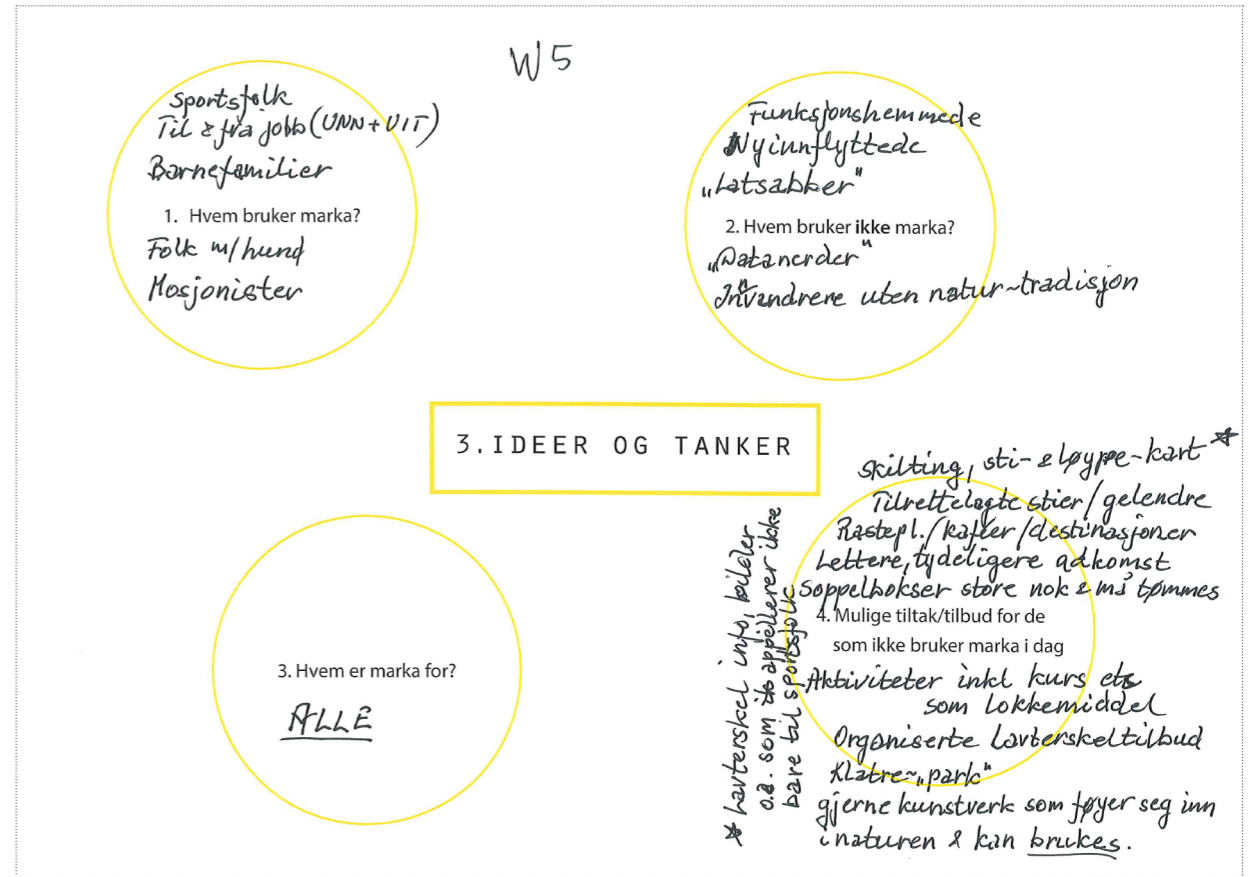 W5
Sportsfolk
Til & fra jobb (UNN + UIT)
Barnefamilier
1. Hvem bruker marka?
Folk m/hund
Mosjonister
Funksjonshemmede
Nyinnflyttede
„Latsabber"
2. Hvem bruker ikke marka?
„Datanerder"
Innvandrere uten natur-tradisjon
3. IDEER OG TANKER
3. Hvem er marka for?
ALLE
skilting, sti- & løype-kart *
Tilrettelagte stier / gelendre
Rastepl. / kafeer / destinasjoner
Lettere, tydeligere adkomst
Soppelbokser store nok & må tømmes
4. Mulige tiltak/tilbud for de
som ikke bruker marka i dag
Aktiviteter inkl kurs etc
som lokkemiddel
Organiserte lavterskeltilbud
Klatre-„park"
gjerne kunstverk som føyer seg inn
i naturen & kan brukes.
* Lavterskel info, bilder
o.a. som appellerer ikke
bare til sportsfolk